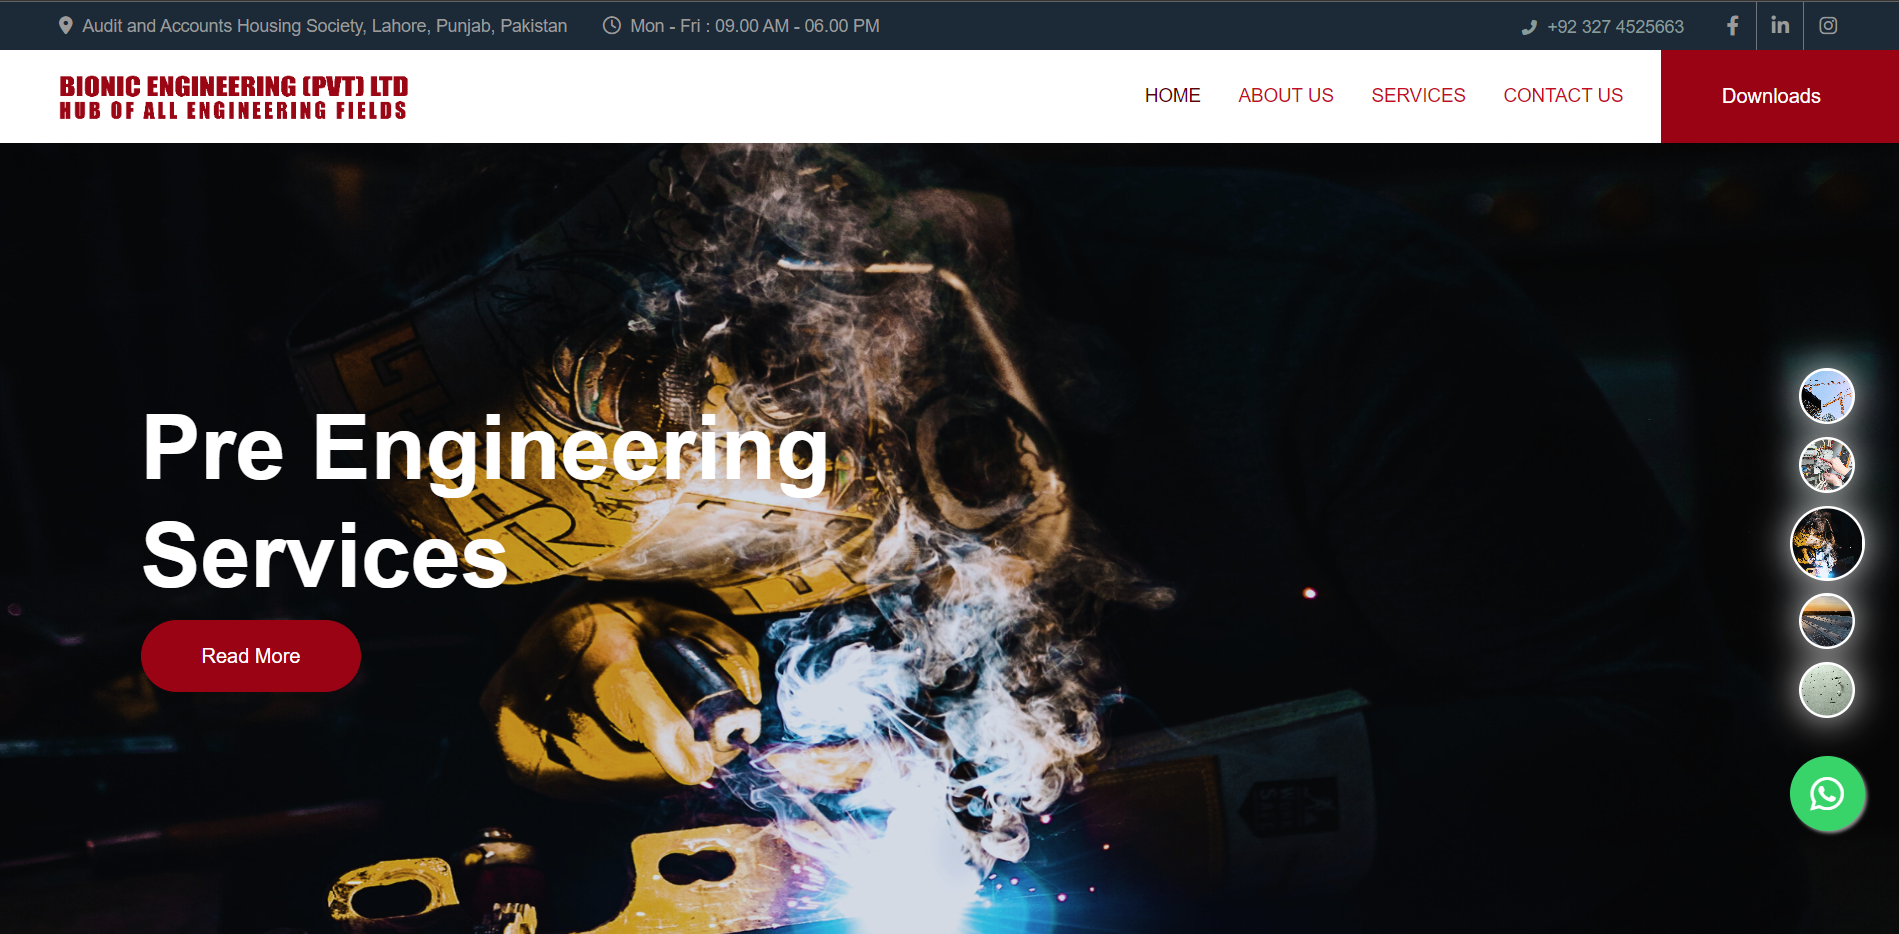 Audit and Accounts Housing Society, Lahore, Punjab, Pakistan
Mon - Fri : 09.00 AM - 06.00 PM
+92 327 4525663
BIONIC ENGINEERING (PVT) LTD
HUB OF ALL ENGINEERING FIELDS
HOME
ABOUT US
SERVICES
CONTACT US
Downloads
Pre Engineering
Services
Read More